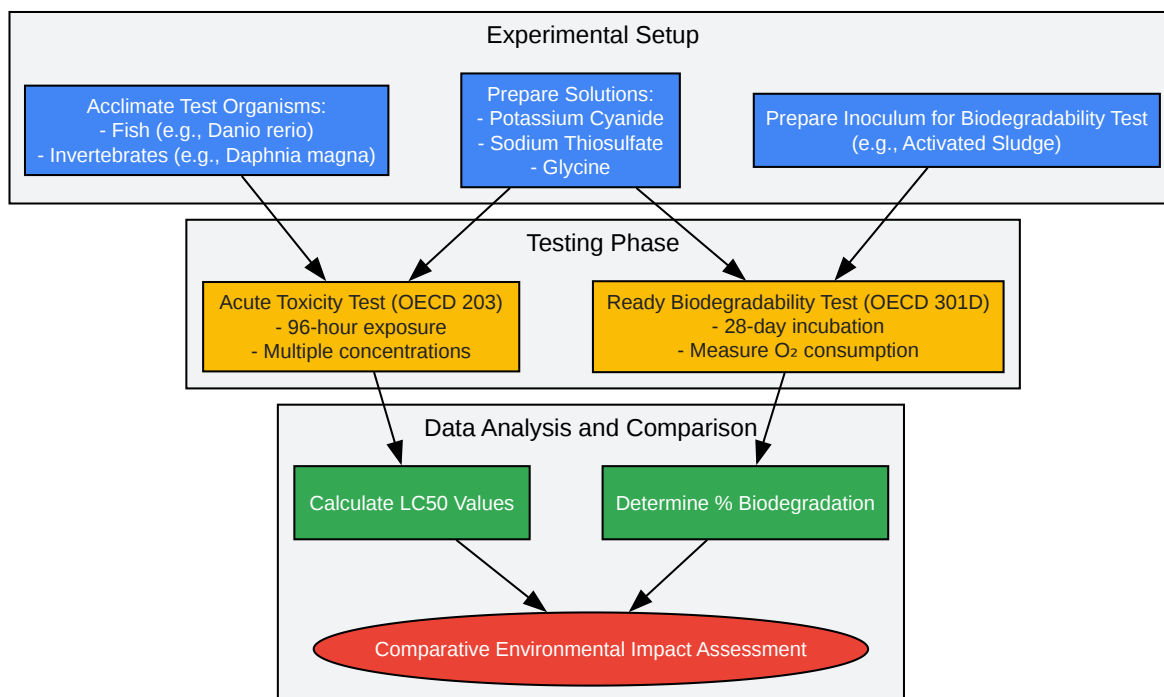 Experimental Setup
Acclimate Test Organisms:
- Fish (e.g., Danio rerio)
- Invertebrates (e.g., Daphnia magna)
Prepare Solutions:
- Potassium Cyanide
- Sodium Thiosulfate
- Glycine
Prepare Inoculum for Biodegradability Test
(e.g., Activated Sludge)
Testing Phase
Acute Toxicity Test (OECD 203)
- 96-hour exposure
- Multiple concentrations
Ready Biodegradability Test (OECD 301D)
- 28-day incubation
- Measure O₂ consumption
Data Analysis and Comparison
Calculate LC50 Values
Determine % Biodegradation
Comparative Environmental Impact Assessment